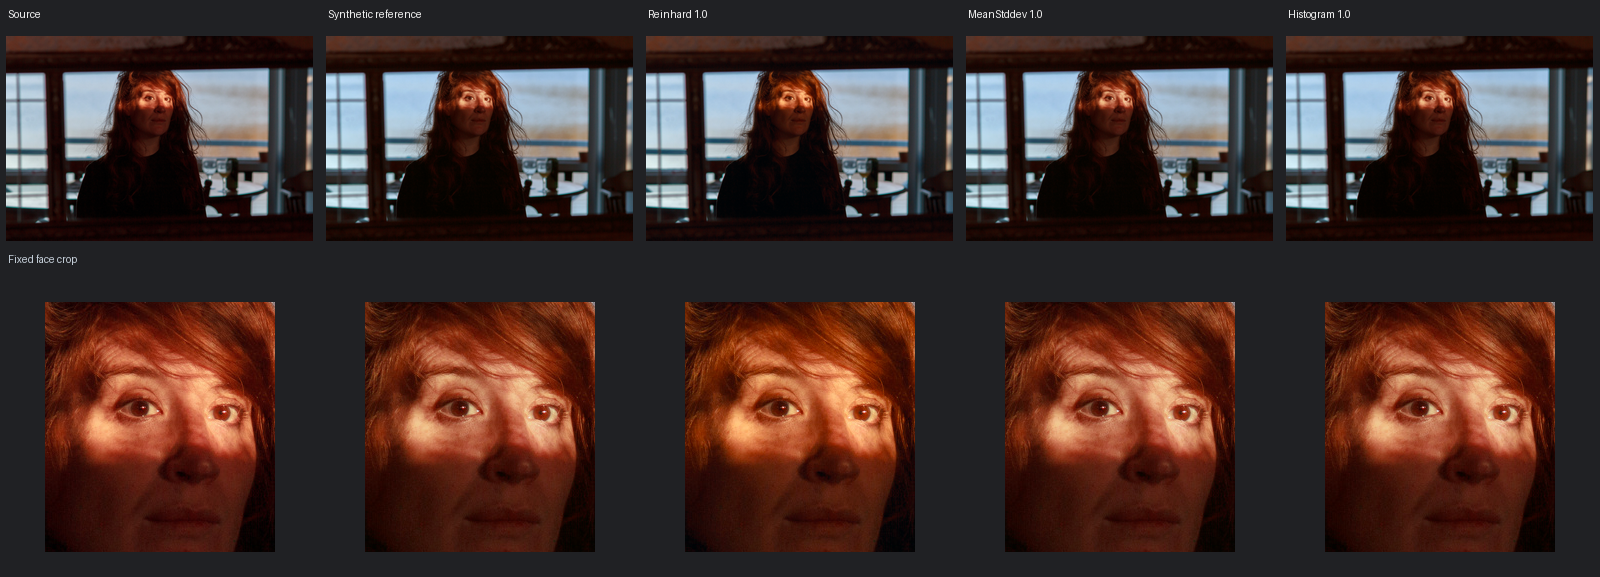 Source
Synthetic reference
Reinhard 1.0
MeanStddev 1.0
Histogram 1.0
Fixed face crop